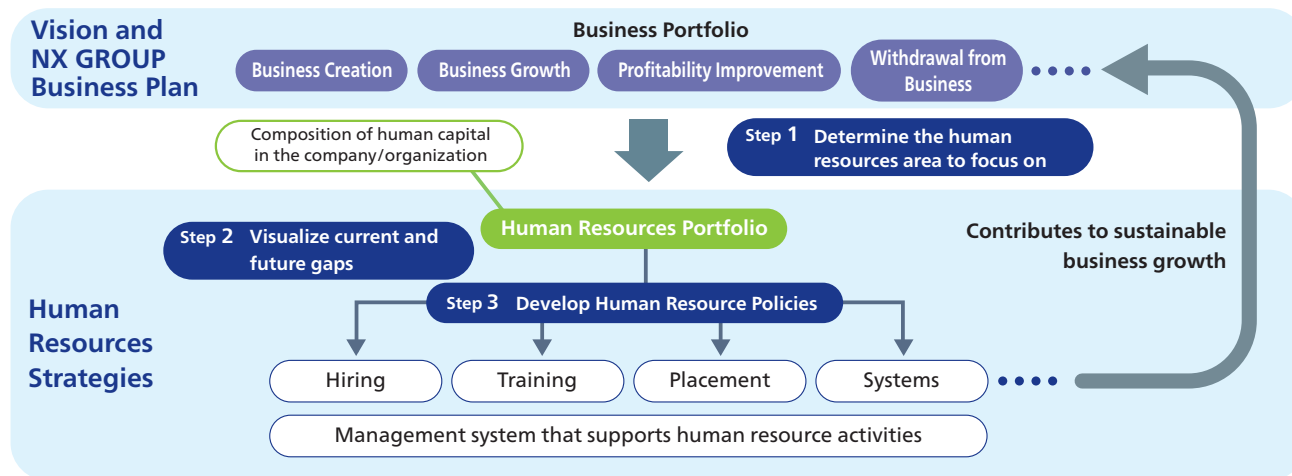 Vision and
NX GROUP
Business Plan
Business Portfolio
Business Creation
Business Growth
Profitability Improvement
Withdrawal from
Business
Composition of human capital
in the company/organization
Step 1 Determine the human
resources area to focus on
Human Resources Portfolio
Step 2 Visualize current and
future gaps
Contributes to sustainable
business growth
Step 3 Develop Human Resource Policies
Human
Resources
Strategies
Hiring
Training
Placement
Systems
Management system that supports human resource activities